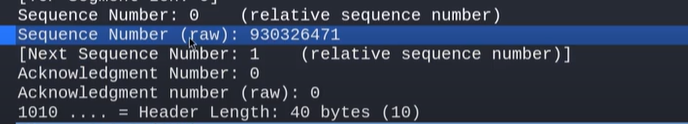 Sequence Number: 0    (relative sequence number)
Sequence Number (raw): 930326471
[Next Sequence Number: 1    (relative sequence number)]
Acknowledgment Number: 0
Acknowledgment number (raw): 0
1010 .... = Header Length: 40 bytes (10)